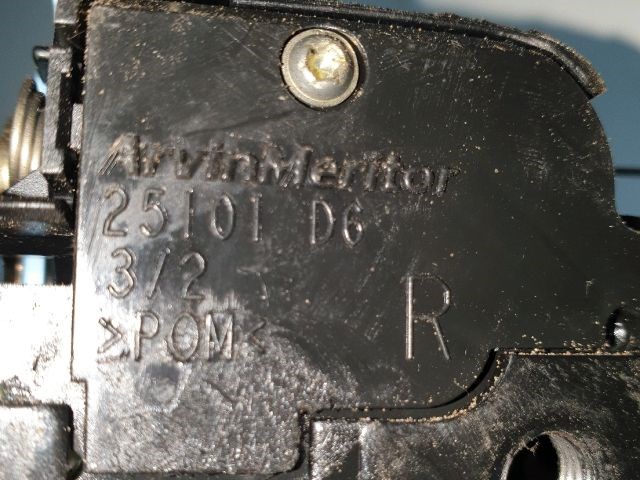 ArvinMeritor
25101 D6
3/2
>POM<
R